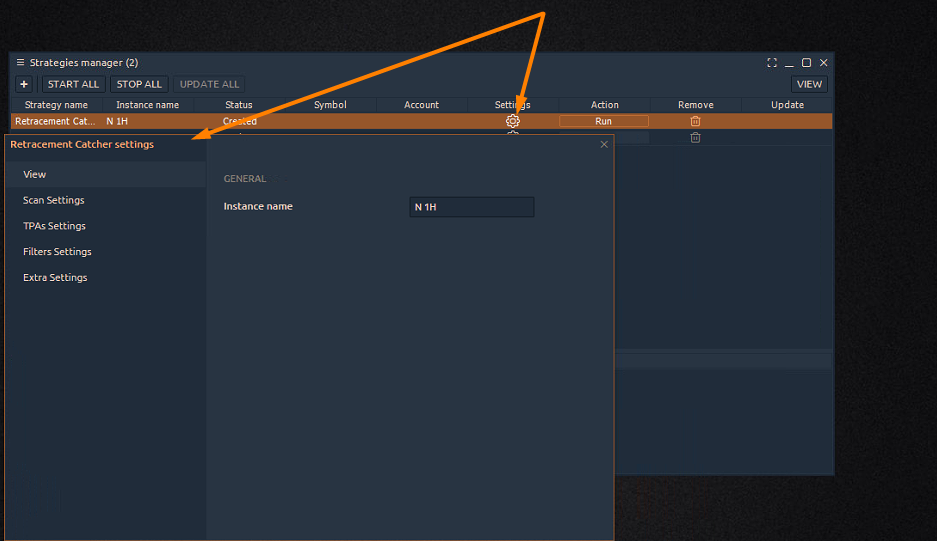 Strategies manager (2)
+ START ALL STOP ALL UPDATE ALL VIEW
Strategy name Instance name Status Symbol Account Settings Action Remove Update
Retracement Cat... N 1H Created Run
Retracement Catcher settings
View
Scan Settings
TPAs Settings
Filters Settings
Extra Settings
GENERAL
Instance name N 1H